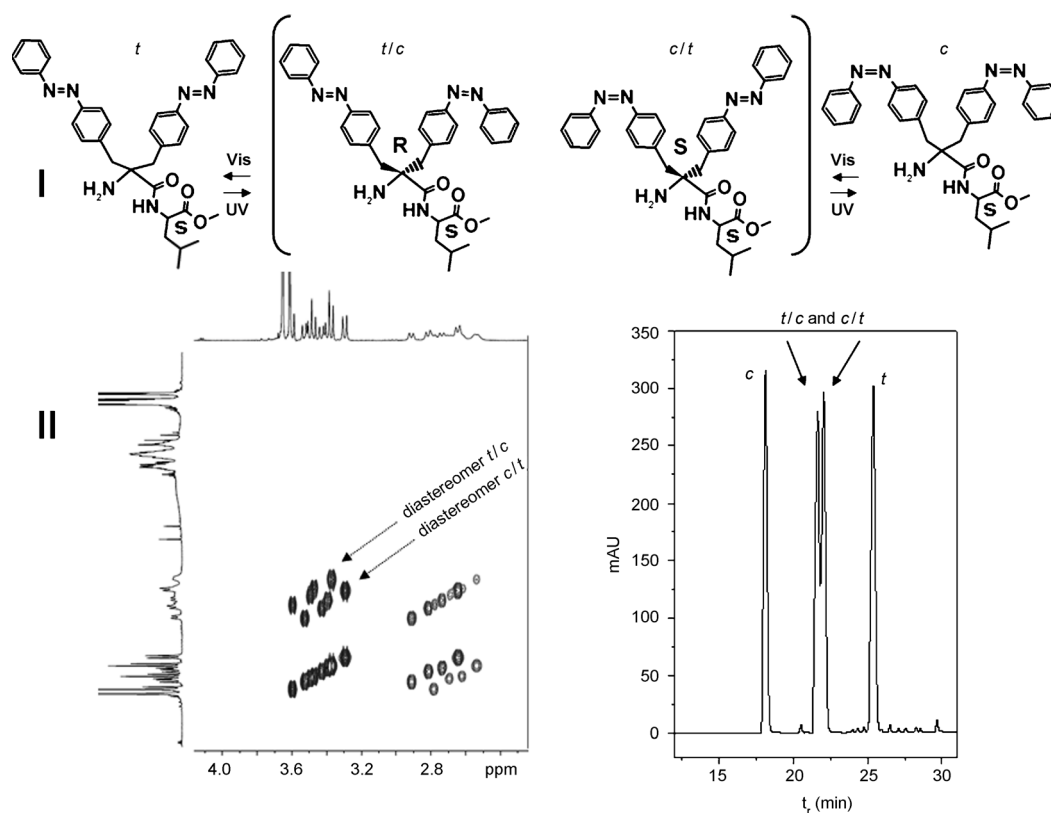 t
t/c
c/t
c
N=N
N=N
N=N
N=N
N=N
N=N
N=N
N=N
I
Vis
UV
H2N
O
HN
O
O
S
R
H2N
O
HN
O
O
S
S
H2N
O
HN
O
O
S
Vis
UV
H2N
O
HN
O
O
S
II
diastereomer t/c
diastereomer c/t
4.0
3.6
3.2
2.8
ppm
t/c and c/t
c
t
350
300
250
200
150
100
50
0
mAU
15
20
25
30
tr (min)